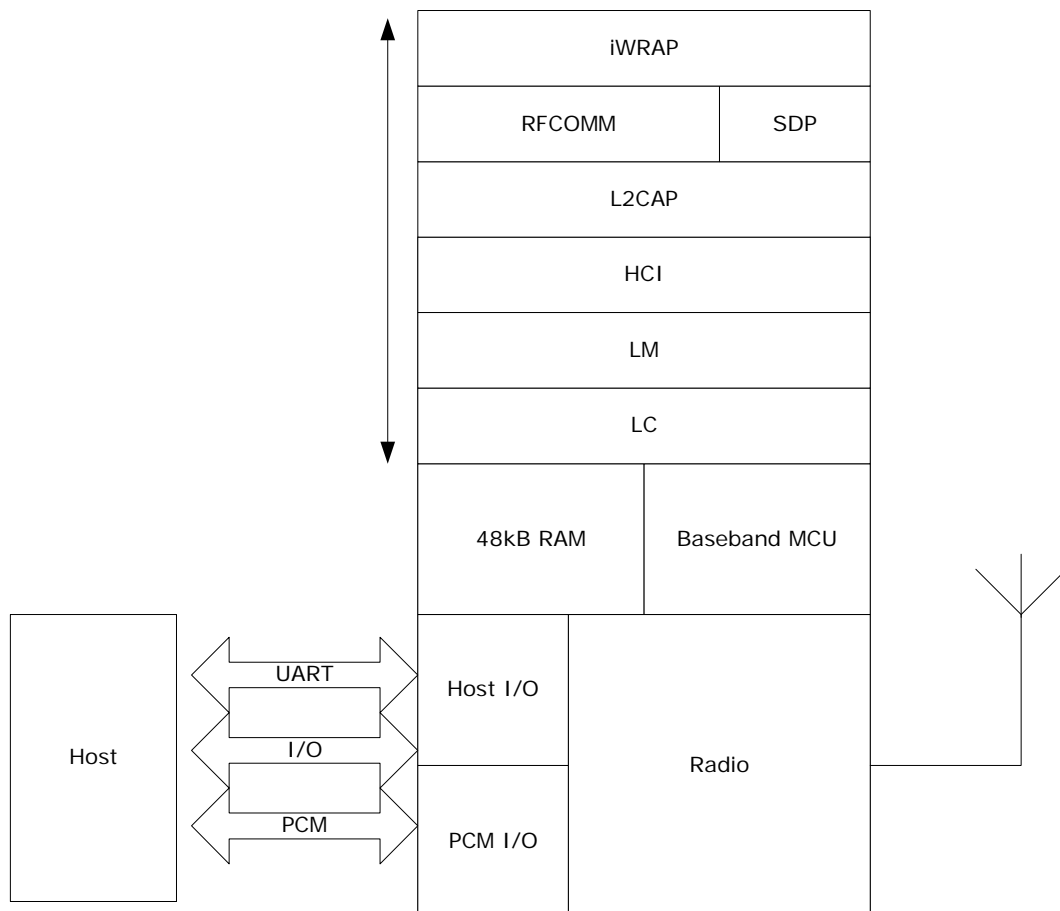 iWRAP
RFCOMM SDP
L2CAP
HCI
LM
LC
48kB RAM Baseband MCU
UART
Host I/O
Host
I/O
Radio
PCM
PCM I/O